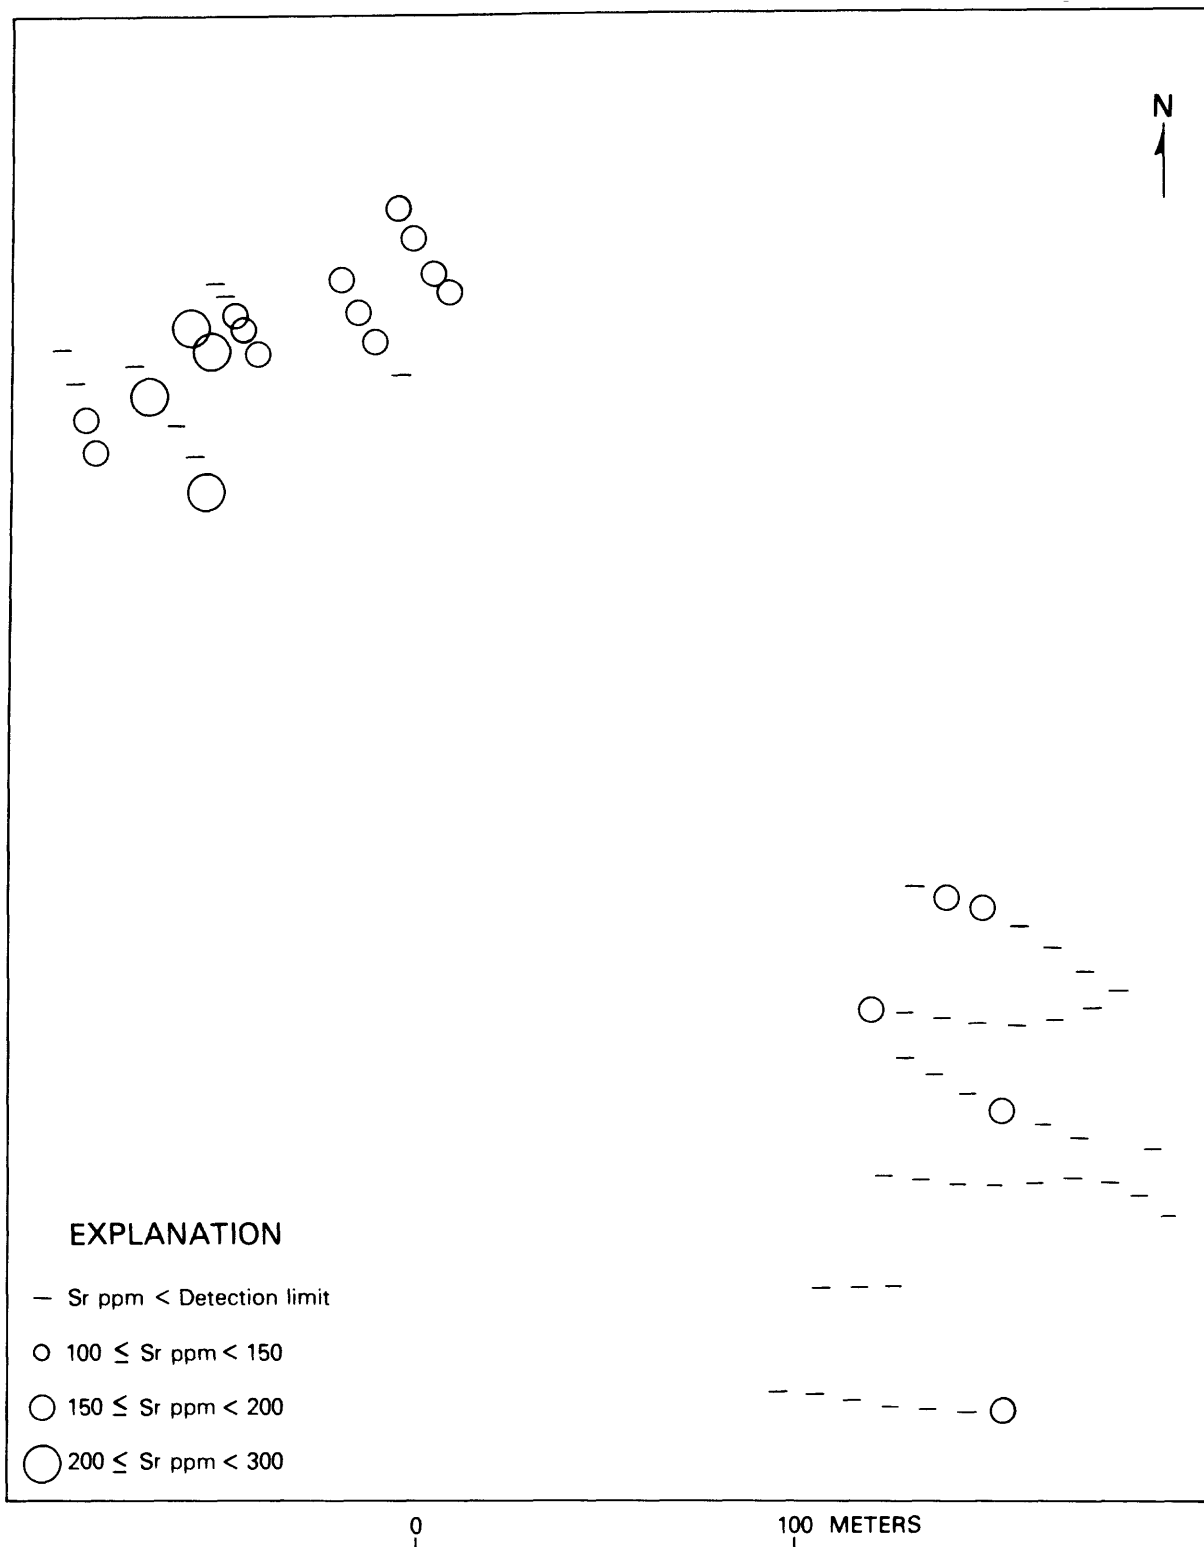 N
EXPLANATION
— Sr ppm < Detection limit
100 ≤ Sr ppm < 150
150 ≤ Sr ppm < 200
200 ≤ Sr ppm < 300
0 100 METERS